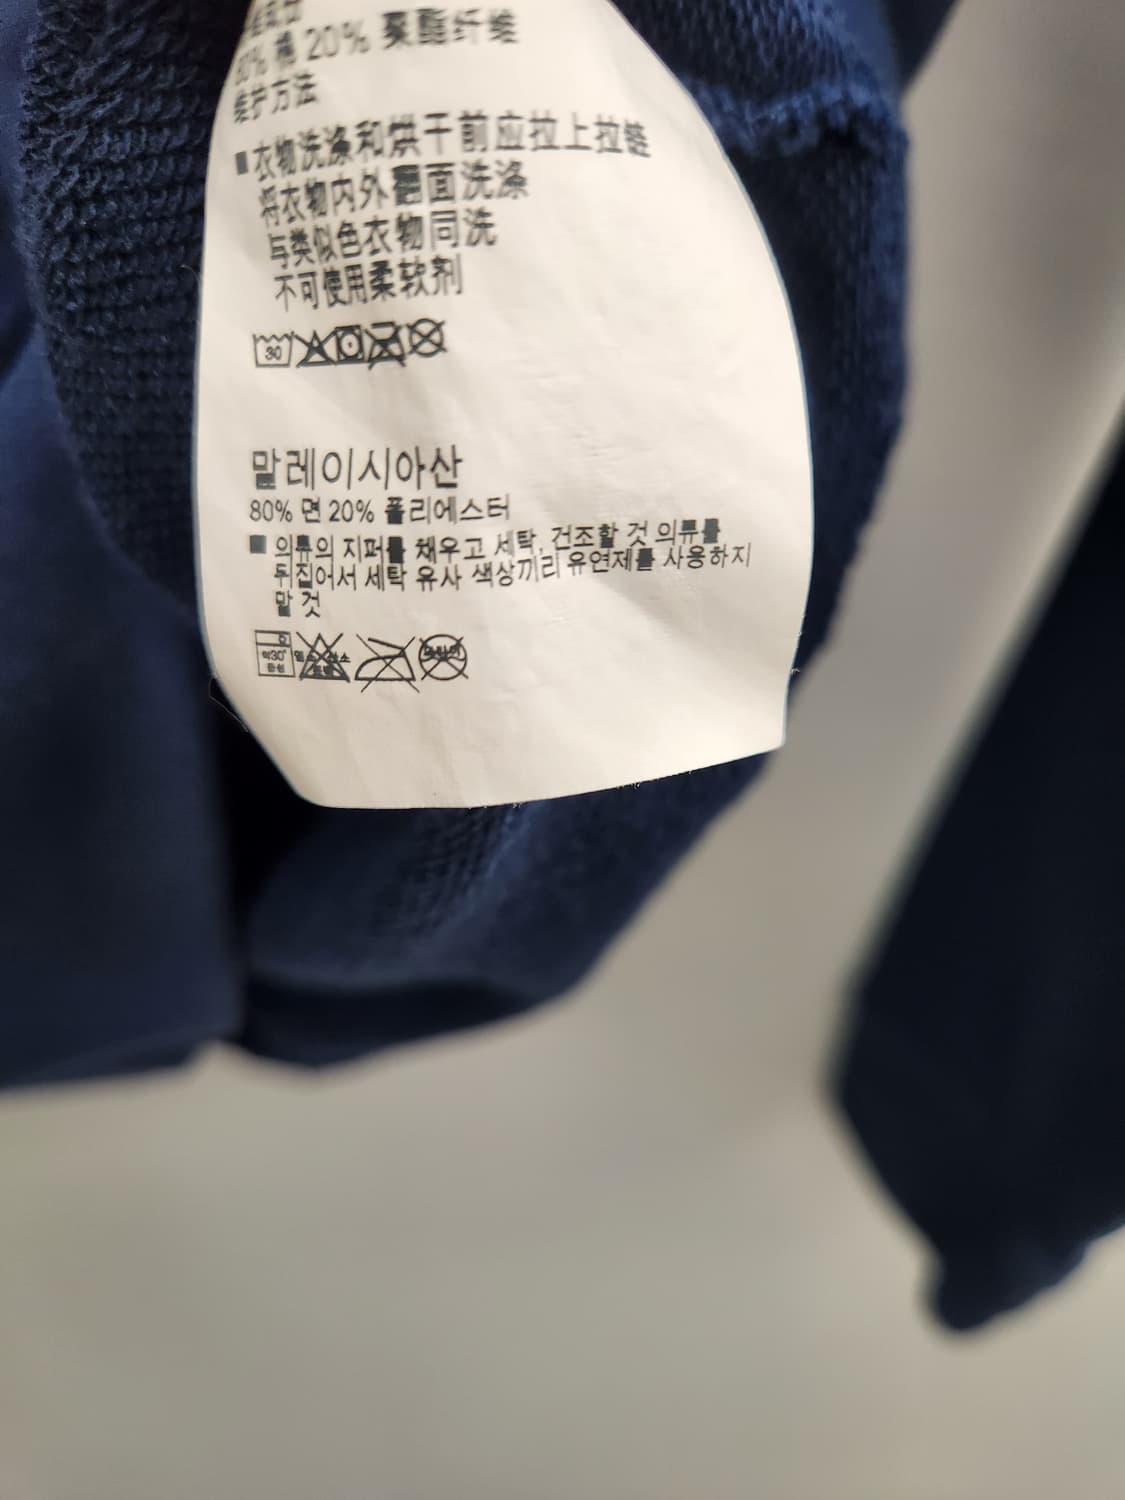 80% 棉 20% 聚酯纤维
维护方法
■ 衣物洗涤和烘干前应拉上拉链
将衣物内外翻面洗涤
与类似色衣物同洗
不可使用柔软剂
30
말레이시아산
80% 면 20% 폴리에스터
■ 의류의 지퍼를 채우고 세탁, 건조할 것 의류를
뒤집어서 세탁 유사 색상끼리 유연제를 사용하지
말 것
약30˚